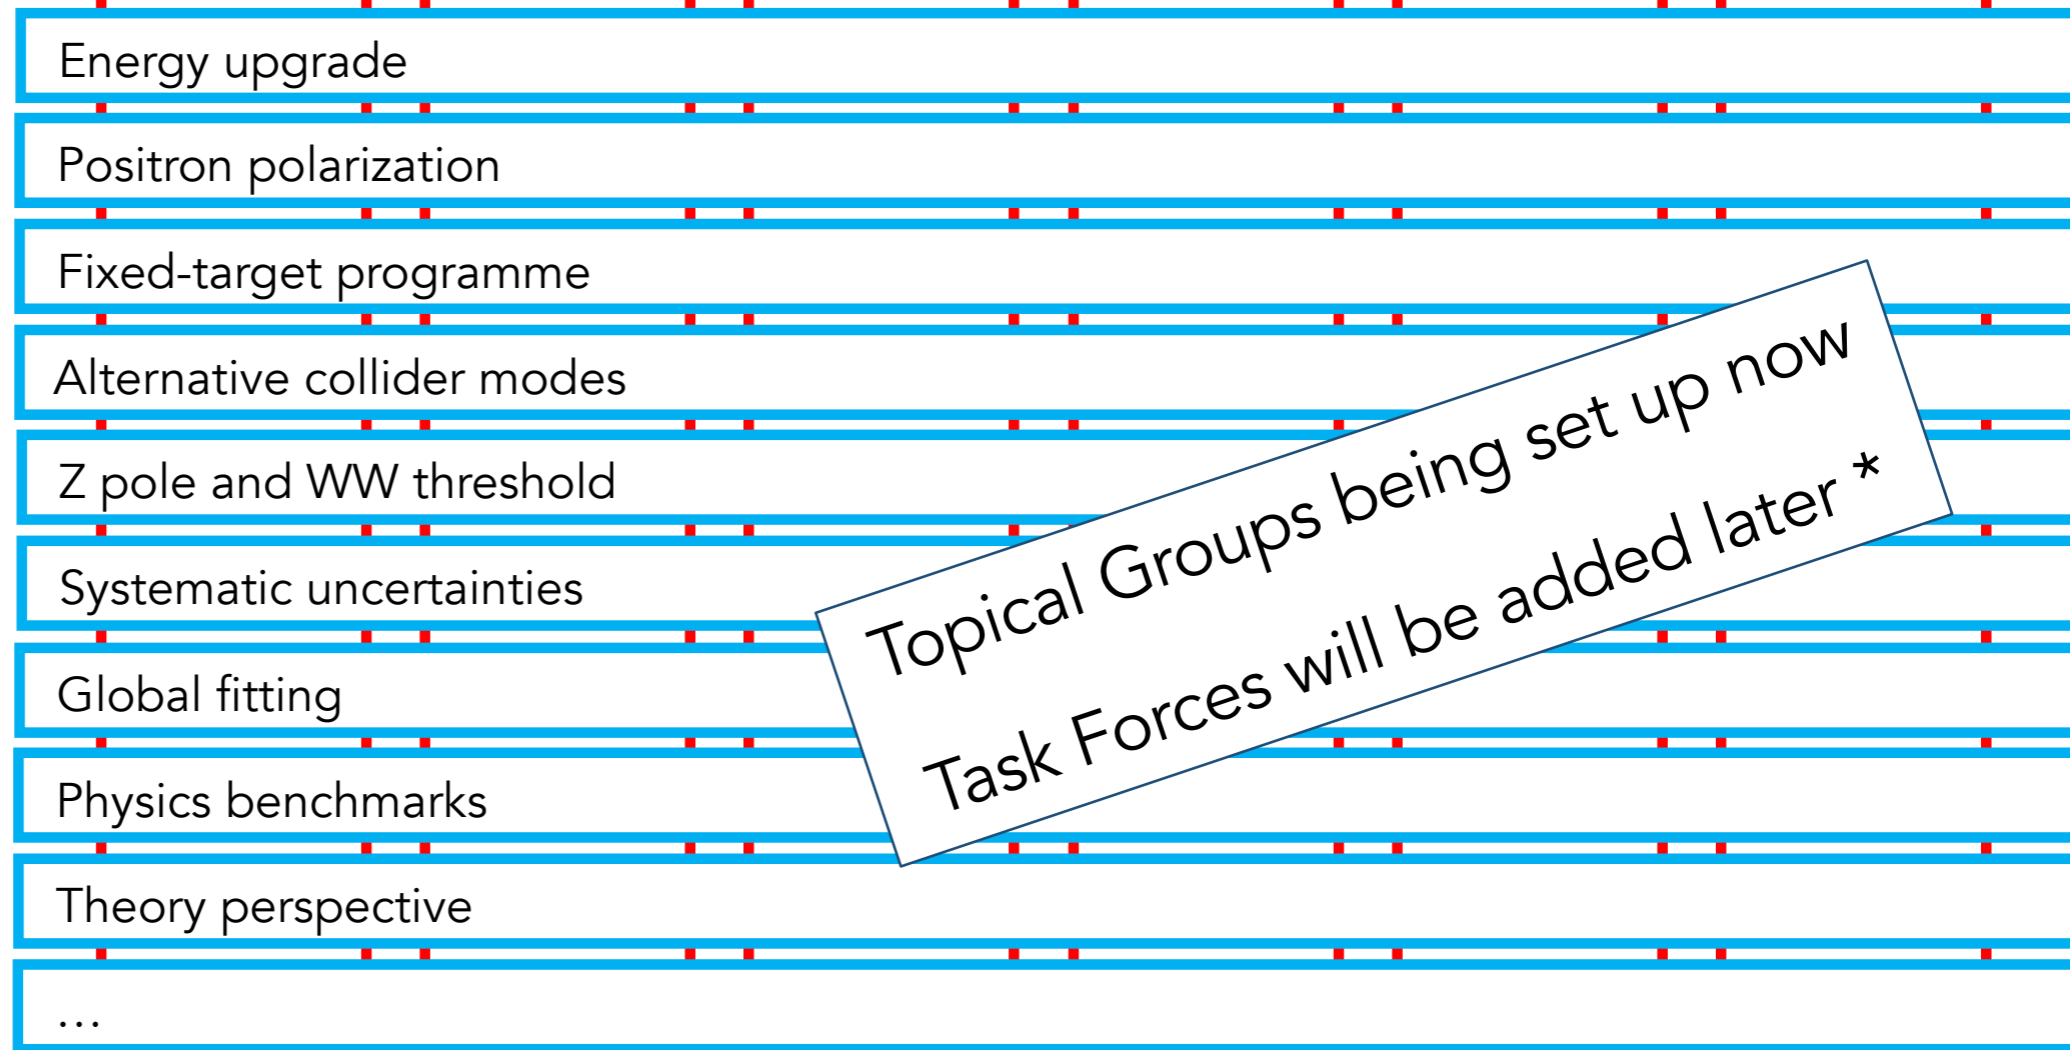 Energy upgrade
Positron polarization
Fixed-target programme
Alternative collider modes
Z pole and WW threshold
Systematic uncertainties
Global fitting
Physics benchmarks
Theory perspective
…
Topical Groups being set up now
Task Forces will be added later *